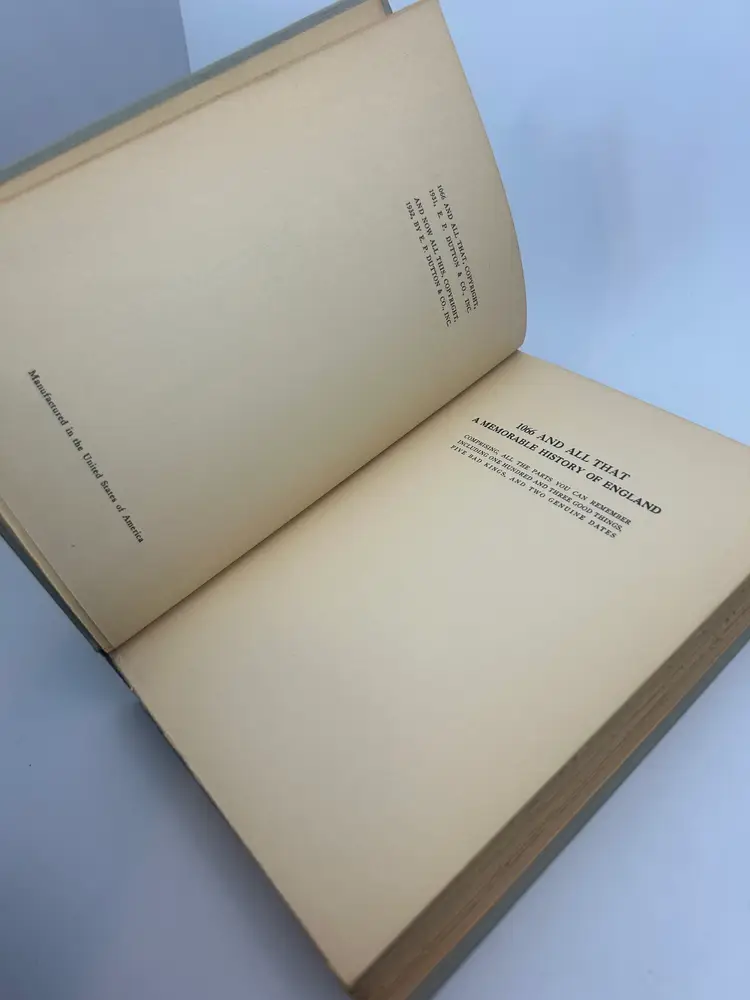 1066 AND ALL THAT, COPYRIGHT,
1931, E. P. DUTTON & CO., INC.
AND NOW ALL THIS, COPYRIGHT,
1932, BY E. P. DUTTON & CO., INC.
Manufactured in the United States of America
1066 AND ALL THAT
A MEMORABLE HISTORY OF ENGLAND
COMPRISING, ALL THE PARTS YOU CAN REMEMBER
INCLUDING ONE HUNDRED AND THREE GOOD THINGS,
FIVE BAD KINGS, AND TWO GENUINE DATES